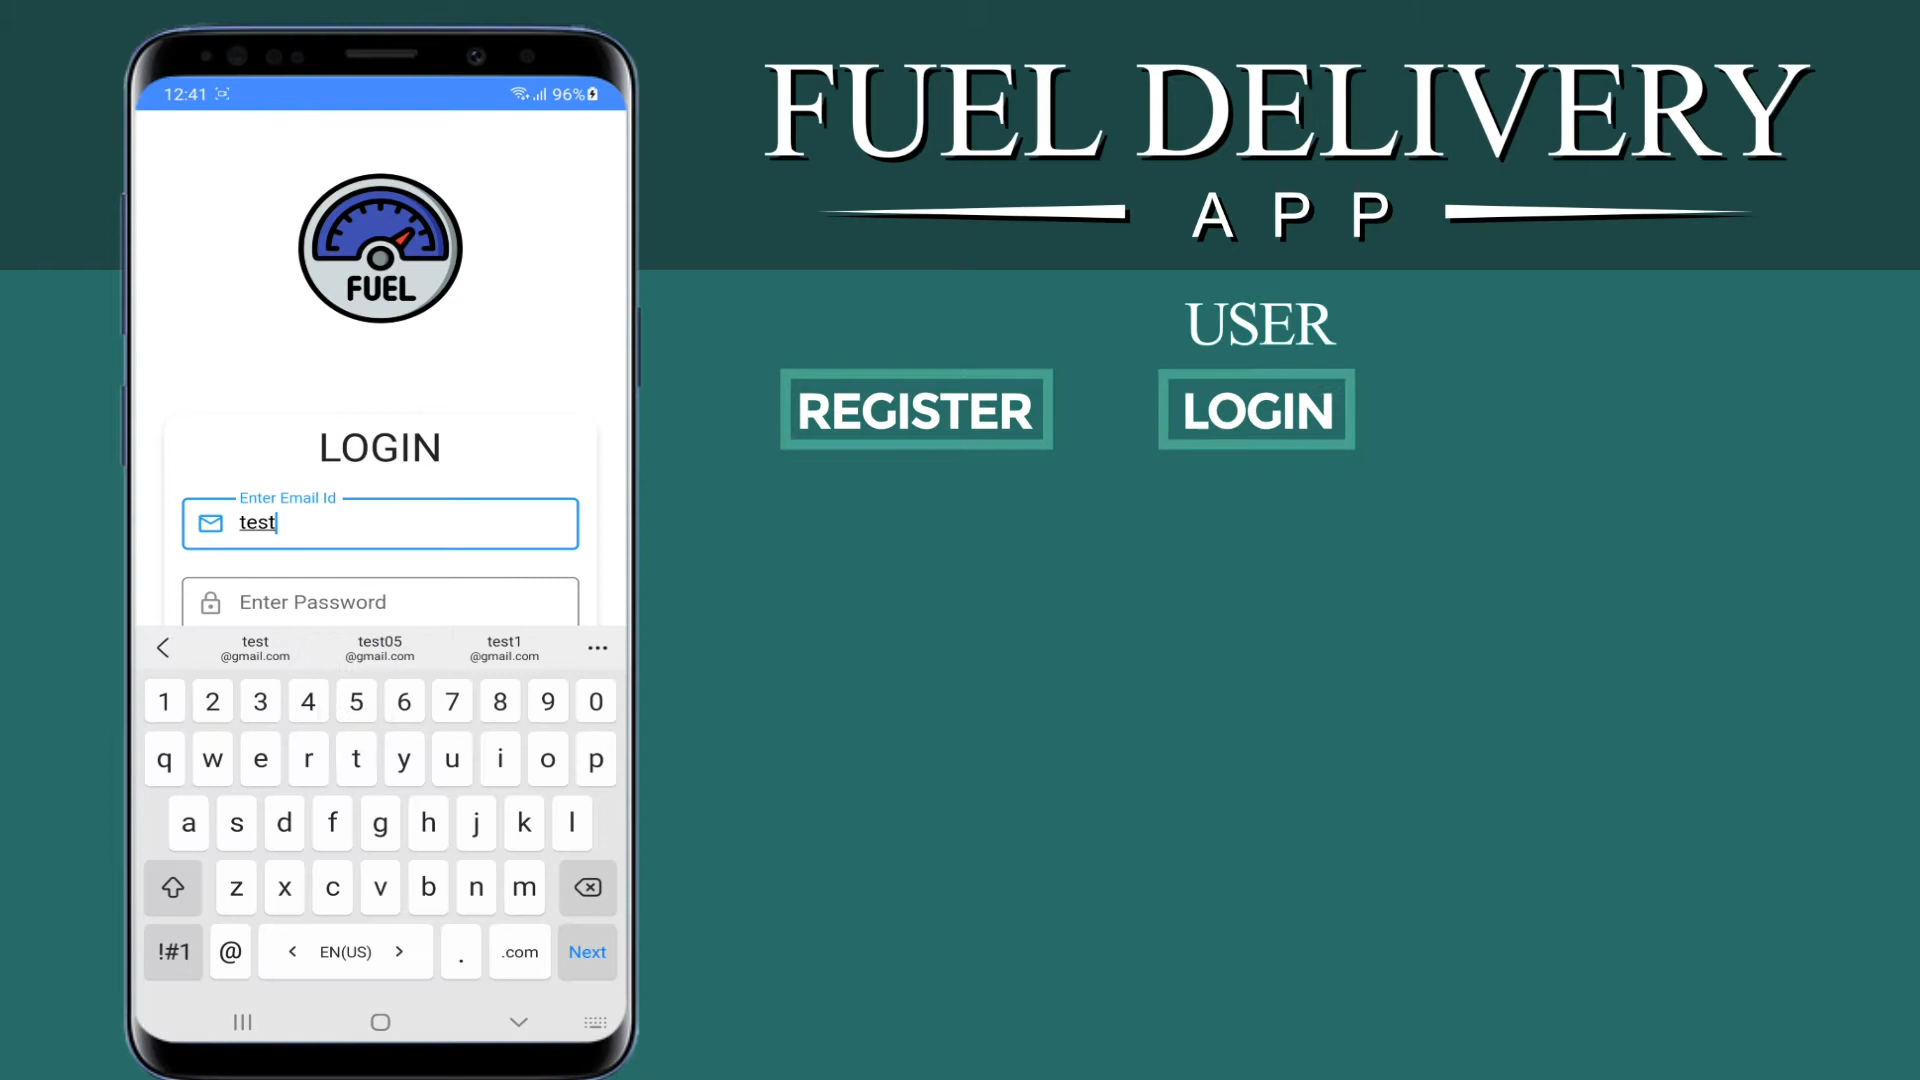 12:41 96%
FUEL
LOGIN
Enter Email Id
test
Enter Password
test test05 test1
@gmail.com @gmail.com @gmail.com
1 2 3 4 5 6 7 8 9 0
q w e r t y u i o p
a s d f g h j k l
z x c v b n m
!#1 @ < EN(US) > . .com Next
FUEL DELIVERY
APP
USER
REGISTER LOGIN